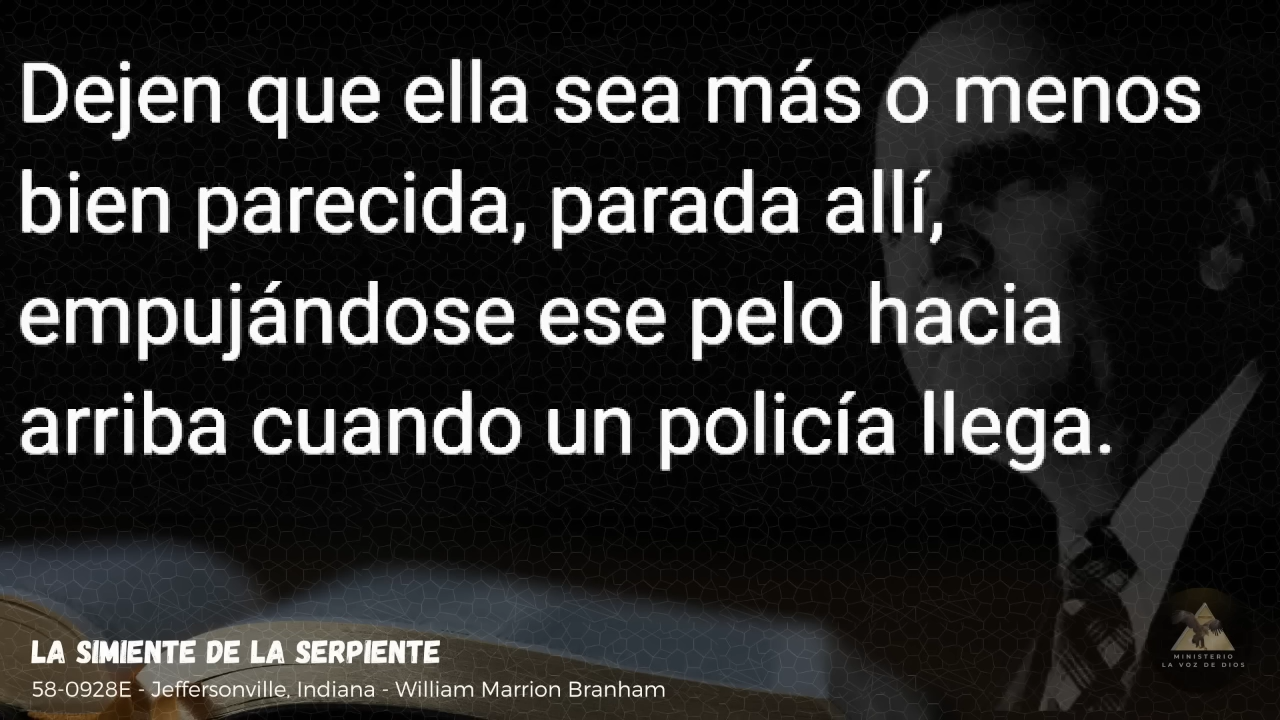 Dejen que ella sea más o menos
bien parecida, parada allí,
empujándose ese pelo hacia
arriba cuando un policía llega.
LA SIMIENTE DE LA SERPIENTE
58-0928E - Jeffersonville, Indiana - William Marrion Branham
MINISTERIO
LA VOZ DE DIOS